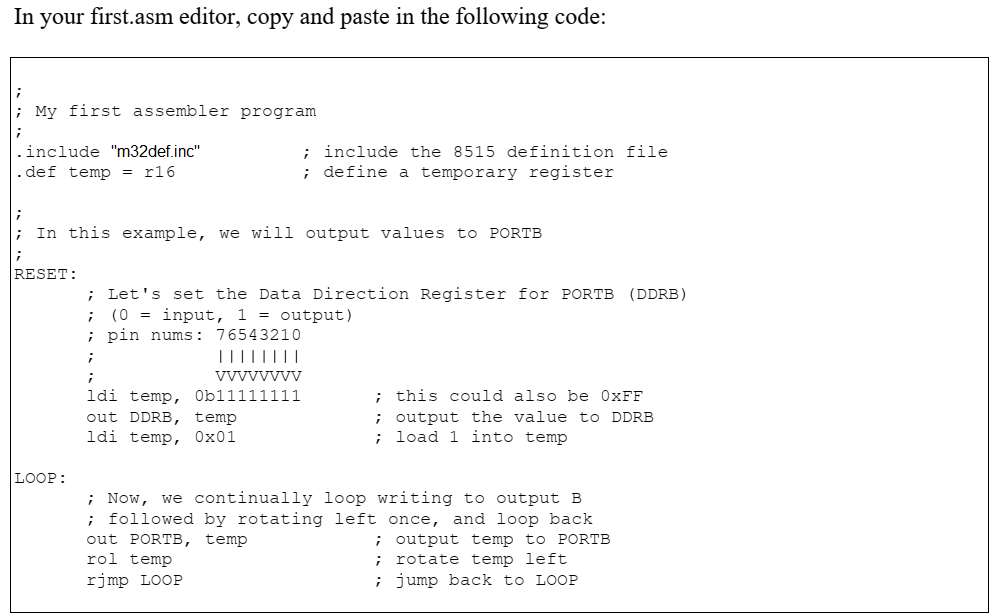 In your first.asm editor, copy and paste in the following code:
;
; My first assembler program
;
.include "m32def.inc" ; include the 8515 definition file
.def temp = r16 ; define a temporary register
;
; In this example, we will output values to PORTB
;
RESET:
; Let's set the Data Direction Register for PORTB (DDRB)
; (0 = input, 1 = output)
; pin nums: 76543210
; ||||||||
; VVVVVVVV
ldi temp, 0b11111111 ; this could also be 0xFF
out DDRB, temp ; output the value to DDRB
ldi temp, 0x01 ; load 1 into temp
LOOP:
; Now, we continually loop writing to output B
; followed by rotating left once, and loop back
out PORTB, temp ; output temp to PORTB
rol temp ; rotate temp left
rjmp LOOP ; jump back to LOOP